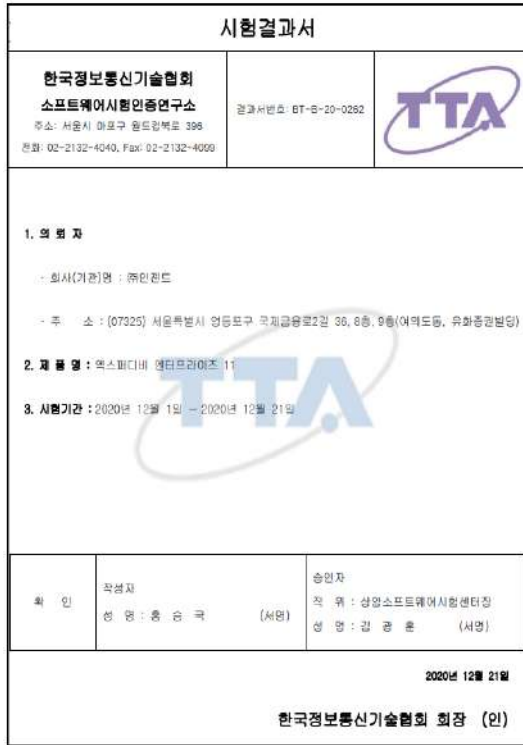 시험결과서
한국정보통신기술협회
소프트웨어시험인증연구소
주소: 서울시 마포구 월드컵북로 396
전화: 02-2132-4040, Fax: 02-2132-4099
결과서번호: BT-B-20-0262
TTA
1. 의 뢰 자
- 회사(기관)명 : ㈜인젠트
- 주 소 : (07325) 서울특별시 영등포구 국제금융로2길 36, 8층, 9층(여의도동, 유화증권빌딩)
2. 제 품 명 : 엑스퍼디비 엔터프라이즈 11
3. 시험기간 : 2020년 12월 1일 ~ 2020년 12월 21일
TTA
확 인
작성자
성 명 : 홍 승 국 (서명)
승인자
직 위 : 상암소프트웨어시험센터장
성 명 : 김 광 훈 (서명)
2020년 12월 21일
한국정보통신기술협회 회장 (인)